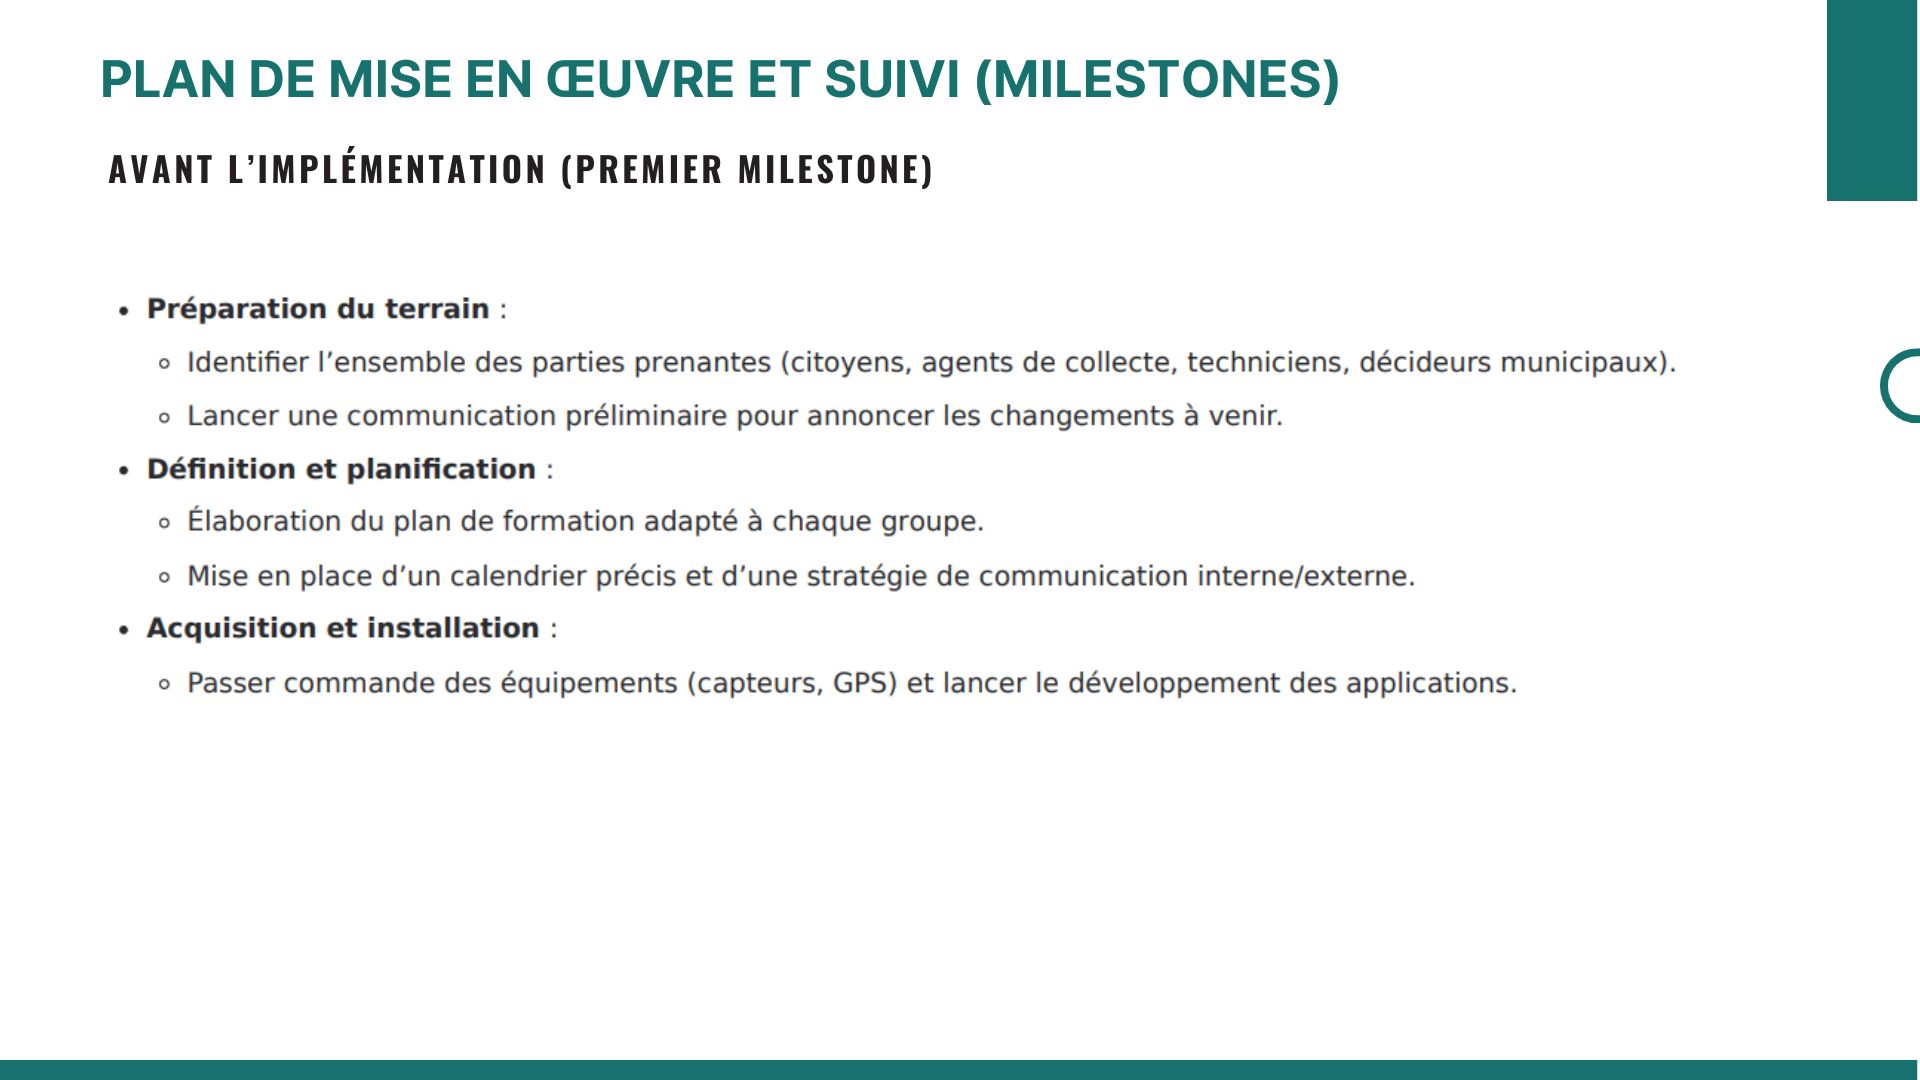 PLAN DE MISE EN ŒUVRE ET SUIVI (MILESTONES)
AVANT L’IMPLÉMENTATION (PREMIER MILESTONE)
• Préparation du terrain :
◦ Identifier l’ensemble des parties prenantes (citoyens, agents de collecte, techniciens, décideurs municipaux).
◦ Lancer une communication préliminaire pour annoncer les changements à venir.
• Définition et planification :
◦ Élaboration du plan de formation adapté à chaque groupe.
◦ Mise en place d’un calendrier précis et d’une stratégie de communication interne/externe.
• Acquisition et installation :
◦ Passer commande des équipements (capteurs, GPS) et lancer le développement des applications.